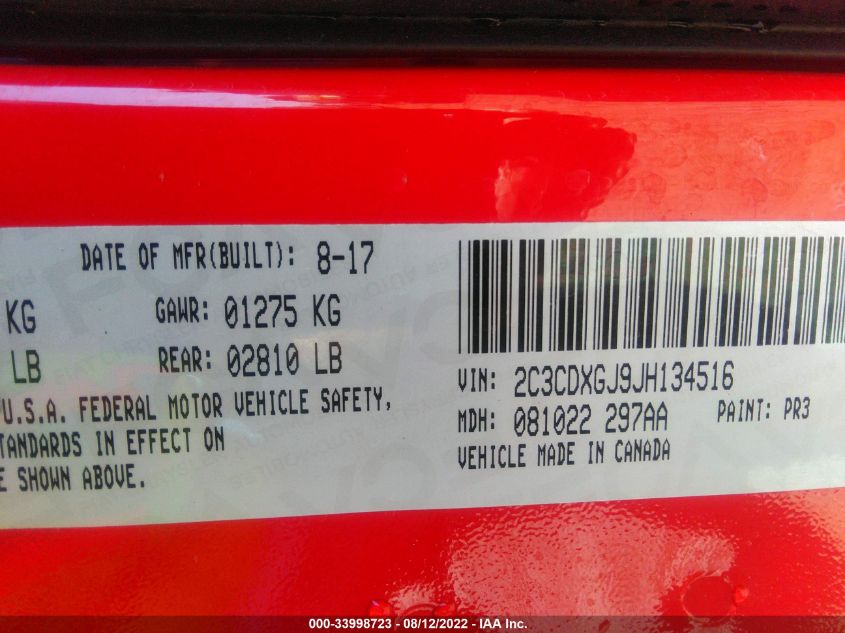 DATE OF MFR(BUILT): 8-17
KG GAWR: 01275 KG
LB REAR: 02810 LB
U.S.A. FEDERAL MOTOR VEHICLE SAFETY,
STANDARDS IN EFFECT ON
E SHOWN ABOVE.
VIN: 2C3CDXGJ9JH134516
MDH: 081022 297AA PAINT: PR3
VEHICLE MADE IN CANADA
000-33998723 - 08/12/2022 - IAA Inc.